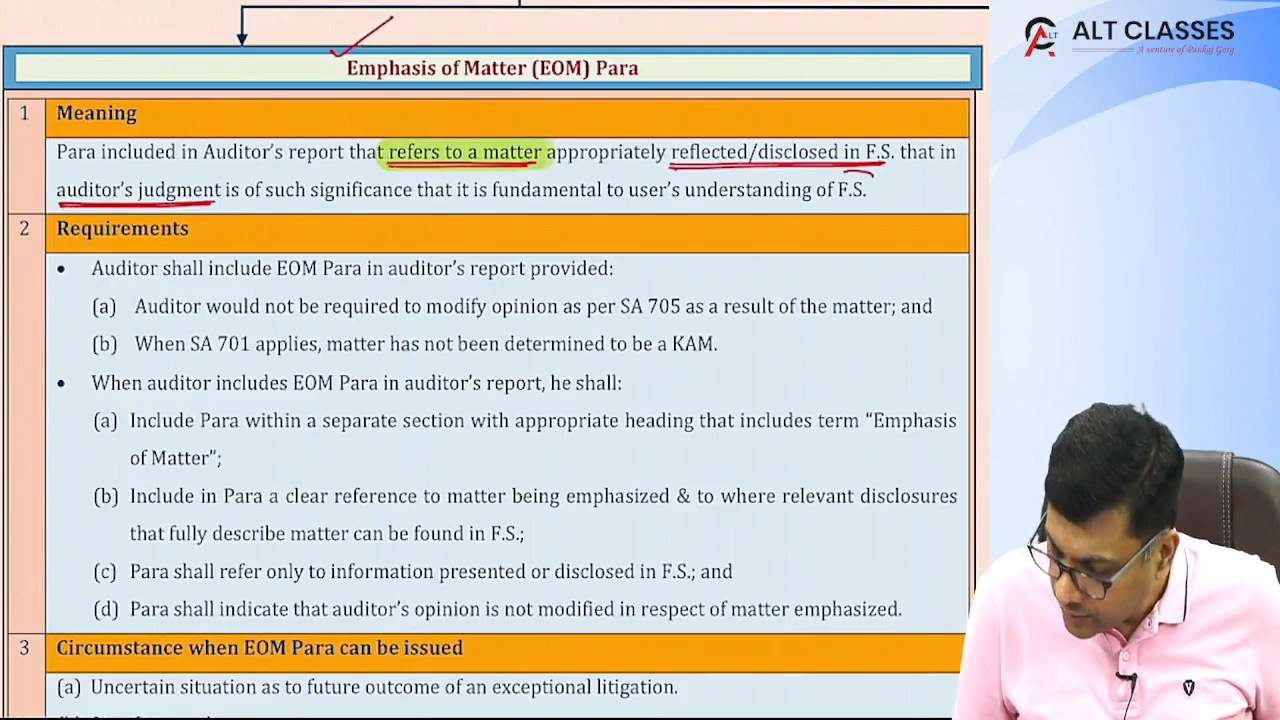 ALT
ALT CLASSES
A venture of Pankaj Garg
Emphasis of Matter (EOM) Para
1
Meaning
Para included in Auditor's report that refers to a matter appropriately reflected/disclosed in F.S. that in
auditor's judgment is of such significance that it is fundamental to user's understanding of F.S.
2
Requirements
• Auditor shall include EOM Para in auditor's report provided:
(a) Auditor would not be required to modify opinion as per SA 705 as a result of the matter; and
(b) When SA 701 applies, matter has not been determined to be a KAM.
• When auditor includes EOM Para in auditor's report, he shall:
(a) Include Para within a separate section with appropriate heading that includes term “Emphasis
of Matter”;
(b) Include in Para a clear reference to matter being emphasized & to where relevant disclosures
that fully describe matter can be found in F.S.;
(c) Para shall refer only to information presented or disclosed in F.S.; and
(d) Para shall indicate that auditor's opinion is not modified in respect of matter emphasized.
3
Circumstance when EOM Para can be issued
(a) Uncertain situation as to future outcome of an exceptional litigation.